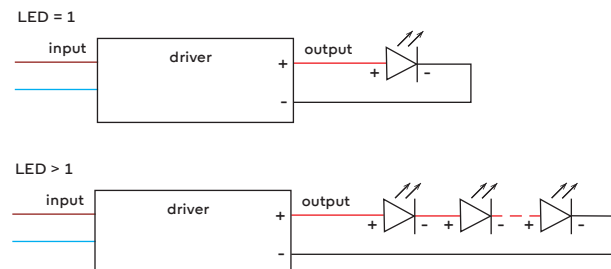 LED = 1
input driver output
+ + -
-
LED > 1
input driver output
+ + - + - + -
-